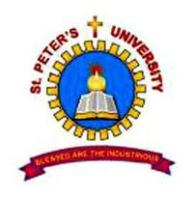 St. PETER'S UNIVERSITY
BLESSED ARE THE INDUSTRIOUS